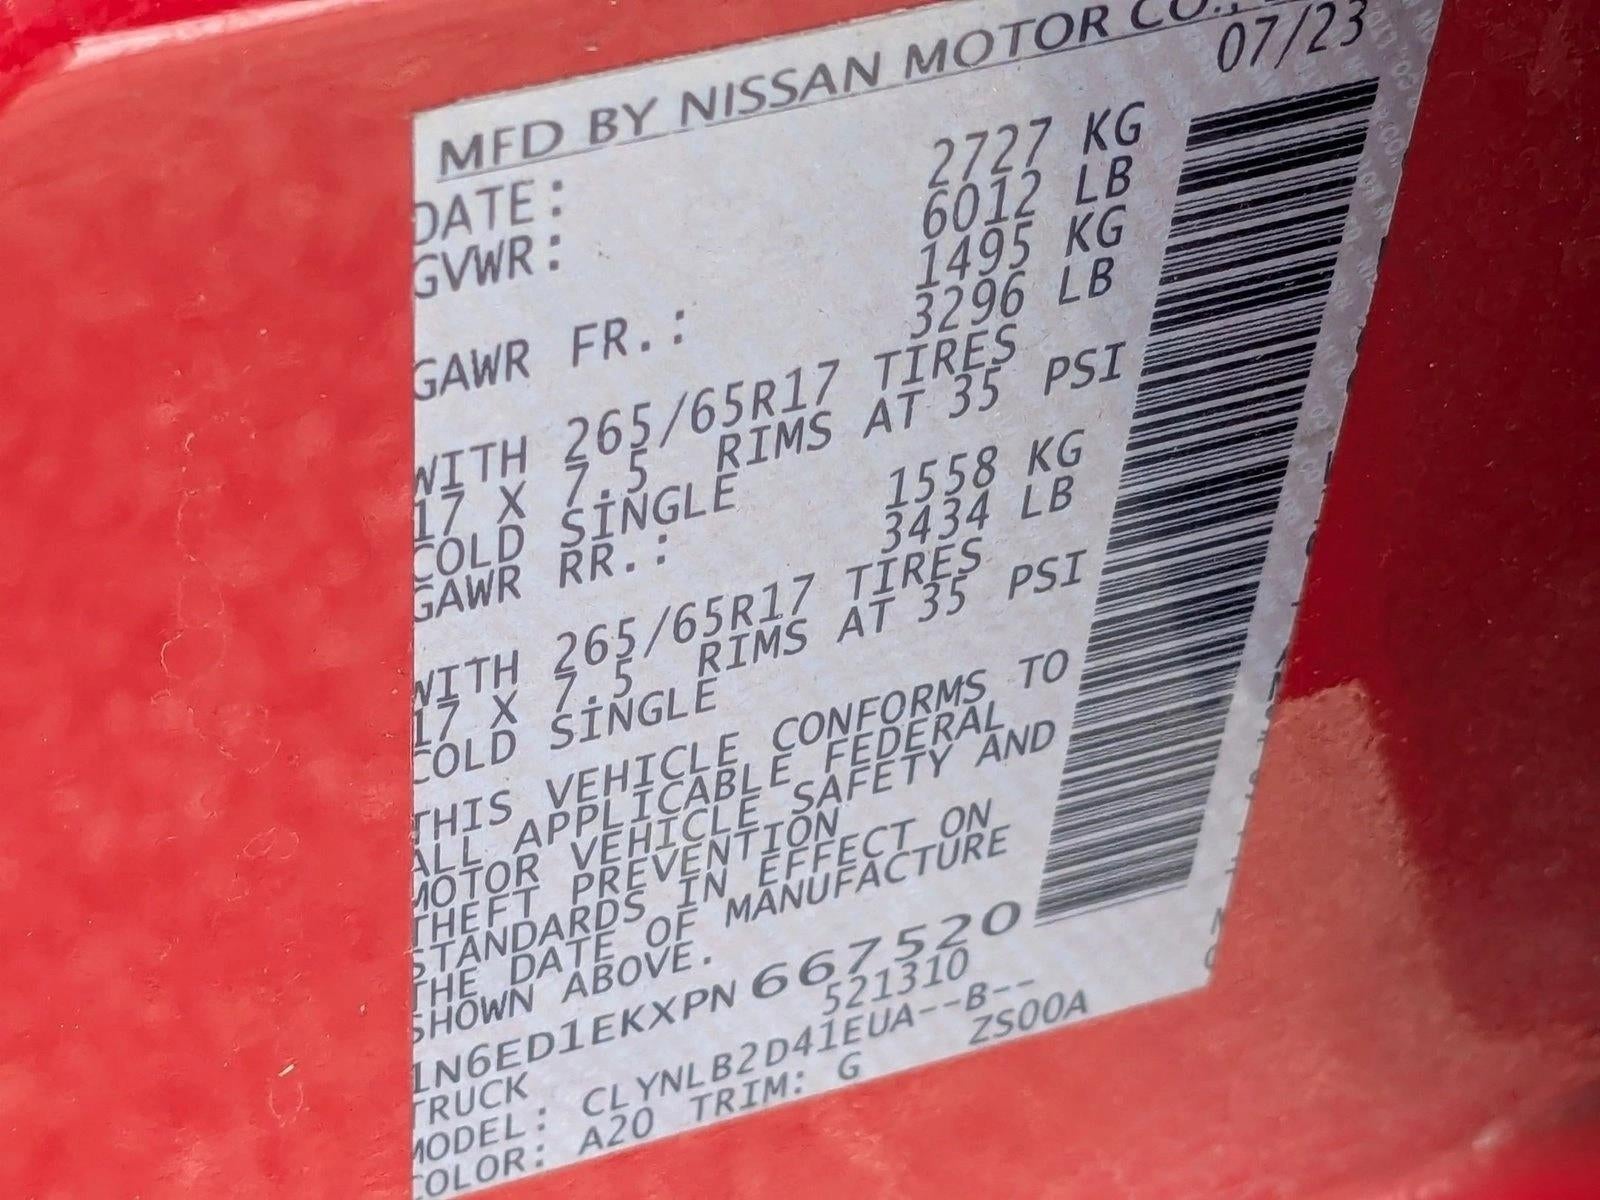 MFD BY NISSAN MOTOR CO.,
DATE: 07/23
GVWR: 2727 KG
6012 LB
GAWR FR.: 1495 KG
3296 LB
WITH 265/65R17 TIRES
17 X 7.5 RIMS AT 35 PSI
COLD SINGLE
GAWR RR.: 1558 KG
3434 LB
WITH 265/65R17 TIRES
17 X 7.5 RIMS AT 35 PSI
COLD SINGLE
THIS VEHICLE CONFORMS TO
ALL APPLICABLE FEDERAL
MOTOR VEHICLE SAFETY AND
THEFT PREVENTION
STANDARDS IN EFFECT ON
THE DATE OF MANUFACTURE
SHOWN ABOVE.
1N6ED1EKXPN667520
TRUCK 521310
MODEL: CLYNLB2D41EUA--B--
COLOR: A20 TRIM: G ZS00A